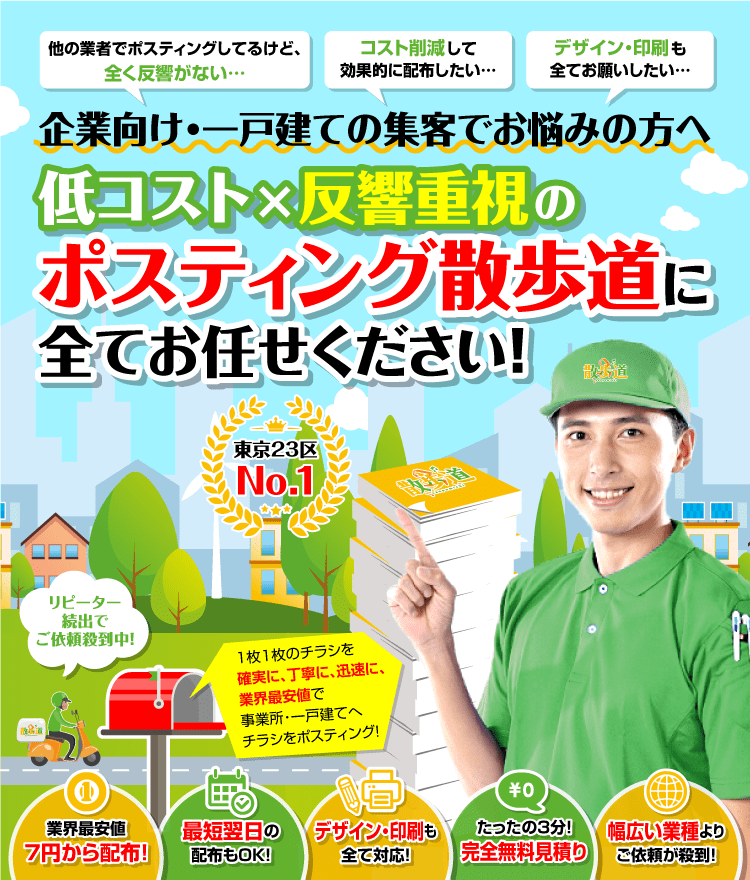 他の業者でポスティングしてるけど、
全く反響がない…
コスト削減して
効果的に配布したい…
デザイン・印刷も
全てお願いしたい…
企業向け・一戸建ての集客でお悩みの方へ
低コスト×反響重視の
ポスティング散歩道に
全てお任せください!
散歩道
東京23区
No.1
散歩道
リピーター
続出で
ご依頼殺到中!
1枚1枚のチラシを
確実に、丁寧に、迅速に、
業界最安値で
事業所・一戸建てへ
チラシをポスティング!
散歩道
業界最安値
7円から配布!
最短翌日の
配布もOK!
デザイン・印刷も
全て対応!
¥0
たったの3分!
完全無料見積り
幅広い業種より
ご依頼が殺到!